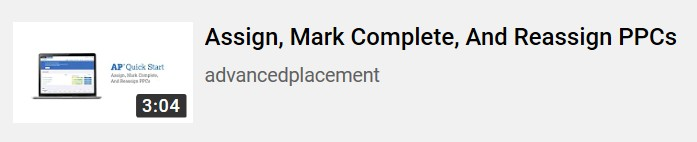 Assign, Mark Complete, And Reassign PPCs
advancedplacement
AP Quick Start
Assign, Mark Complete,
And Reassign PPCs
3:04